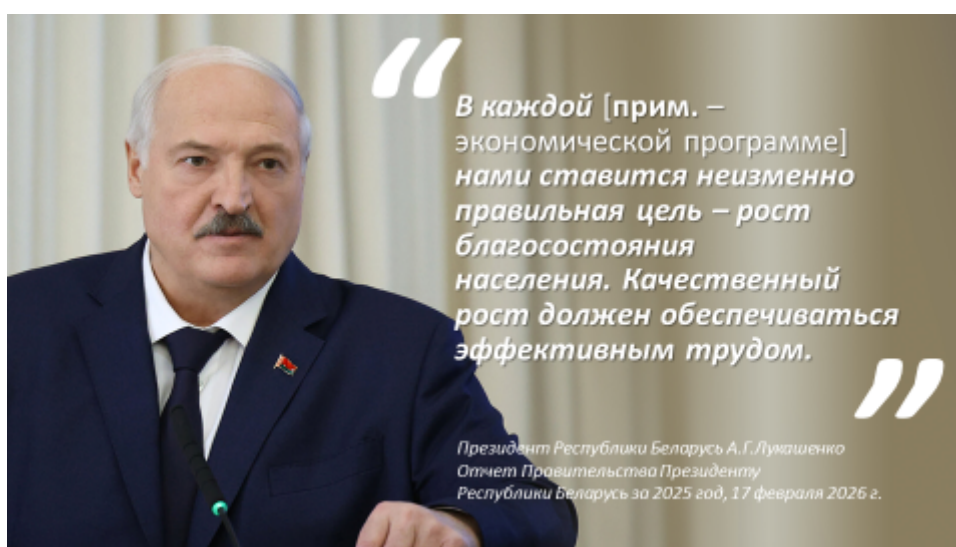 “
В каждой [прим. –
экономической программе]
нами ставится неизменно
правильная цель – рост
благосостояния
населения. Качественный
рост должен обеспечиваться
эффективным трудом.
”
Президент Республики Беларусь А.Г.Лукашенко
Отчет Правительства Президенту
Республики Беларусь за 2025 год, 17 февраля 2026 г.